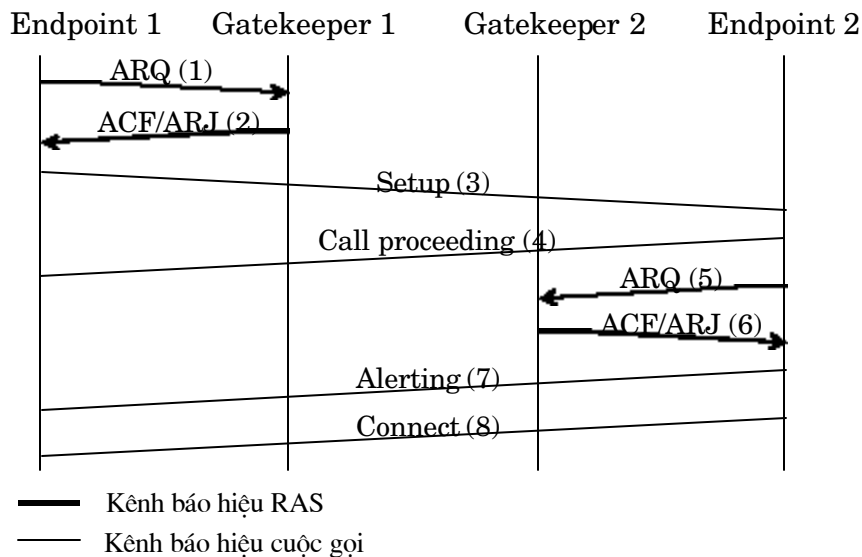 Endpoint 1 Gatekeeper 1 Gatekeeper 2 Endpoint 2
ARQ (1)
ACF/ARJ (2)
Setup (3)
Call proceeding (4)
ARQ (5)
ACF/ARJ (6)
Alerting (7)
Connect (8)
Kênh báo hiệu RAS
Kênh báo hiệu cuộc gọi